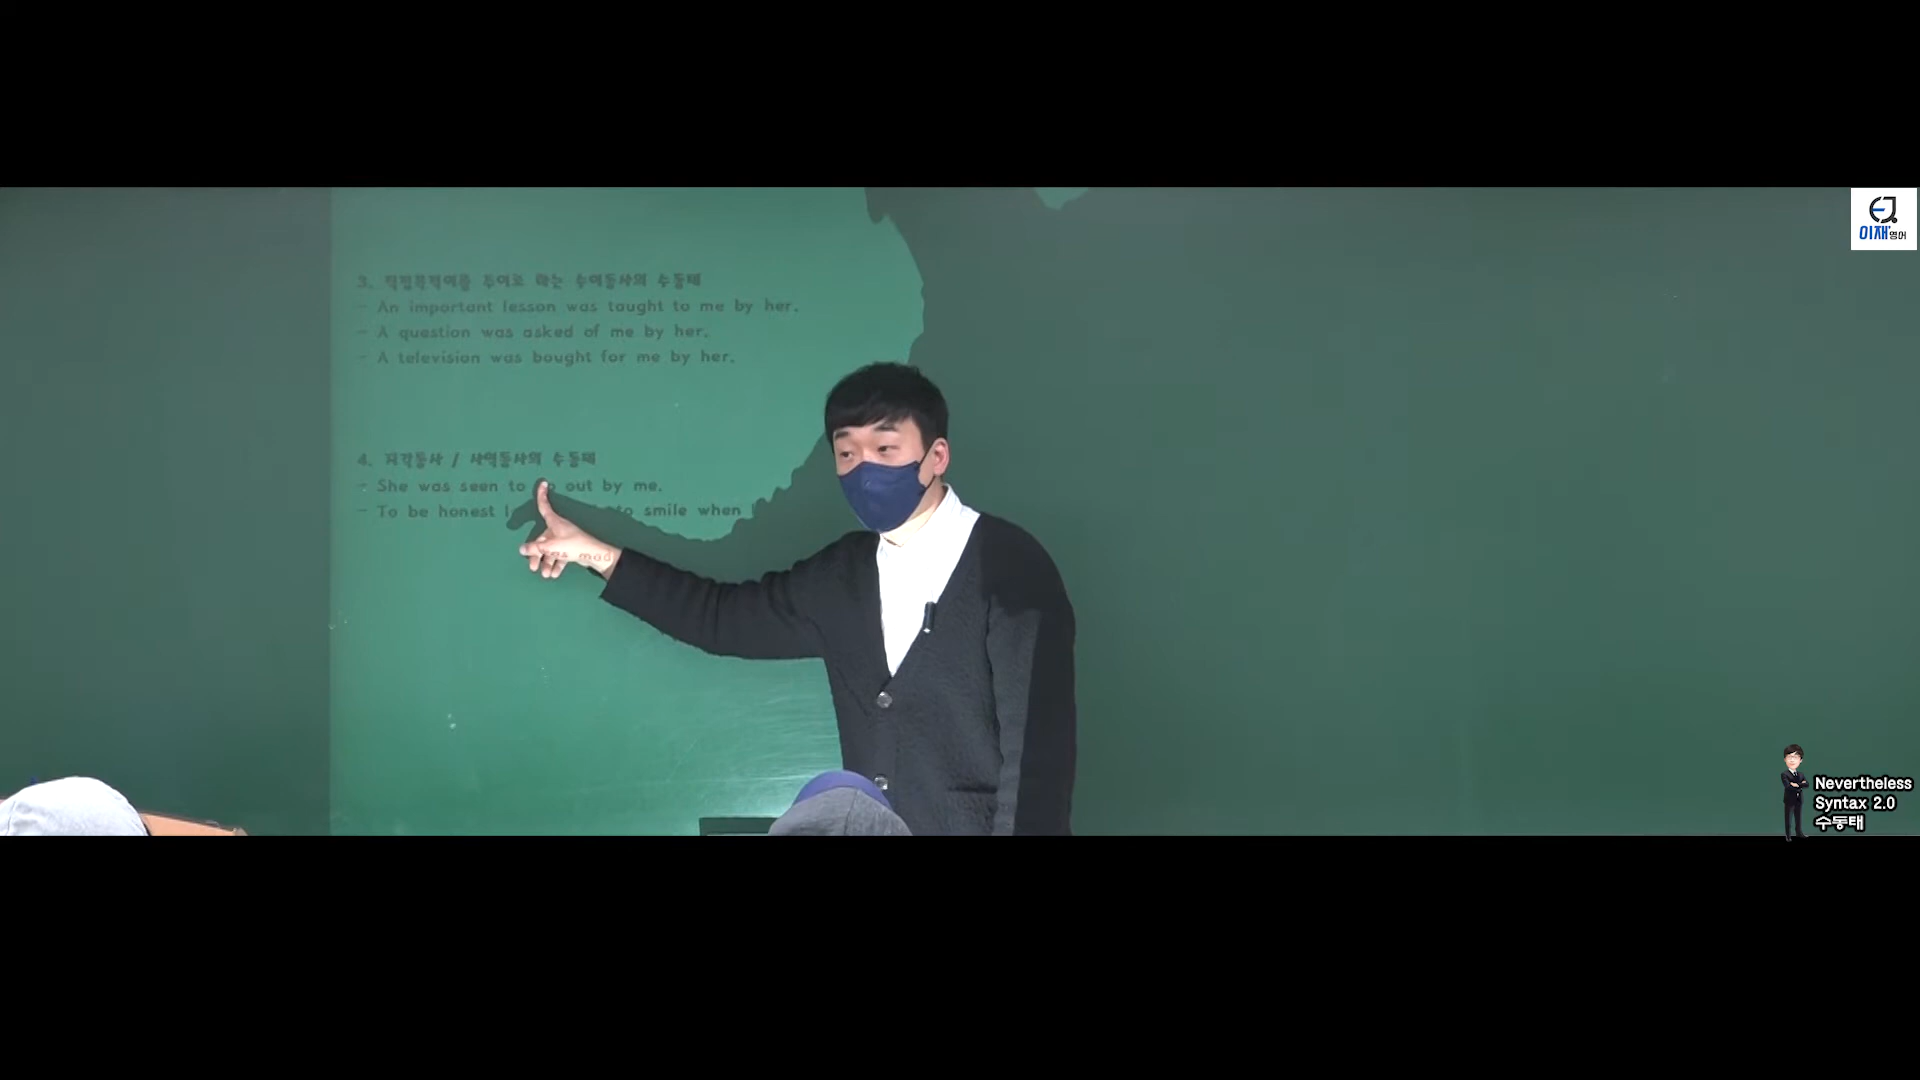 3. 직접목적어를 주어로 하는 수여동사의 수동태
- An important lesson was taught to me by her.
- A question was asked of me by her.
- A television was bought for me by her.
4. 지각동사 / 사역동사의 수동태
- She was seen to out by me.
- To be honest I to smile when
was mad
EJ
이재영어
Nevertheless
Syntax 2.0
수동태